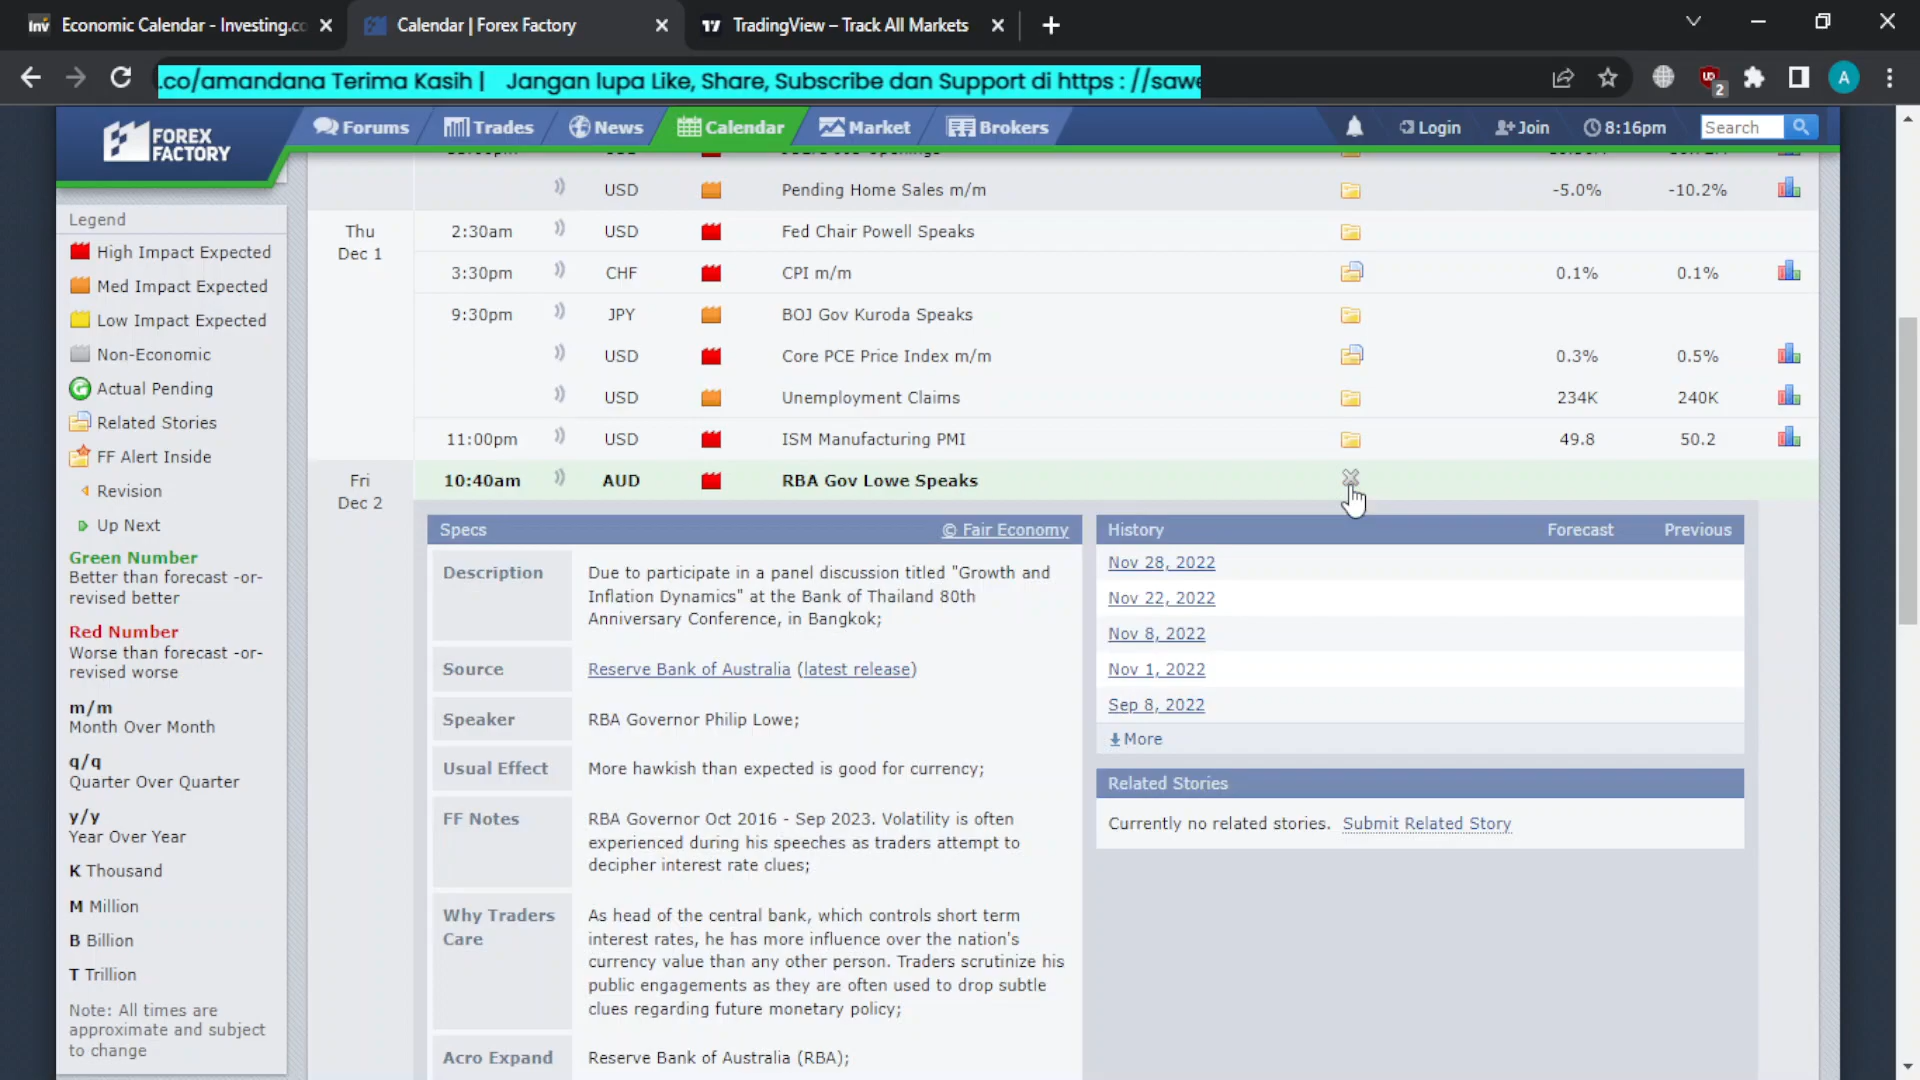 Economic Calendar - Investing.co
Calendar | Forex Factory
TradingView – Track All Markets
.co/amandana Terima Kasih | Jangan lupa Like, Share, Subscribe dan Support di https : //sawe
2
A
FOREX FACTORY
Forums
Trades
News
Calendar
Market
Brokers
Login
Join
8:16pm
Search
USD Pending Home Sales m/m -5.0% -10.2%
Thu Dec 1
2:30am USD Fed Chair Powell Speaks
3:30pm CHF CPI m/m 0.1% 0.1%
9:30pm JPY BOJ Gov Kuroda Speaks
USD Core PCE Price Index m/m 0.3% 0.5%
USD Unemployment Claims 234K 240K
11:00pm USD ISM Manufacturing PMI 49.8 50.2
Fri Dec 2
10:40am AUD RBA Gov Lowe Speaks
Legend
High Impact Expected
Med Impact Expected
Low Impact Expected
Non-Economic
Actual Pending
Related Stories
FF Alert Inside
Revision
Up Next
Green Number
Better than forecast -or-
revised better
Red Number
Worse than forecast -or-
revised worse
m/m
Month Over Month
q/q
Quarter Over Quarter
y/y
Year Over Year
K Thousand
M Million
B Billion
T Trillion
Note: All times are
approximate and subject
to change
Specs © Fair Economy
Description
Due to participate in a panel discussion titled "Growth and
Inflation Dynamics" at the Bank of Thailand 80th
Anniversary Conference, in Bangkok;
Source
Reserve Bank of Australia (latest release)
Speaker
RBA Governor Philip Lowe;
Usual Effect
More hawkish than expected is good for currency;
FF Notes
RBA Governor Oct 2016 - Sep 2023. Volatility is often
experienced during his speeches as traders attempt to
decipher interest rate clues;
Why Traders
Care
As head of the central bank, which controls short term
interest rates, he has more influence over the nation's
currency value than any other person. Traders scrutinize his
public engagements as they are often used to drop subtle
clues regarding future monetary policy;
Acro Expand
Reserve Bank of Australia (RBA);
History Forecast Previous
Nov 28, 2022
Nov 22, 2022
Nov 8, 2022
Nov 1, 2022
Sep 8, 2022
More
Related Stories
Currently no related stories. Submit Related Story